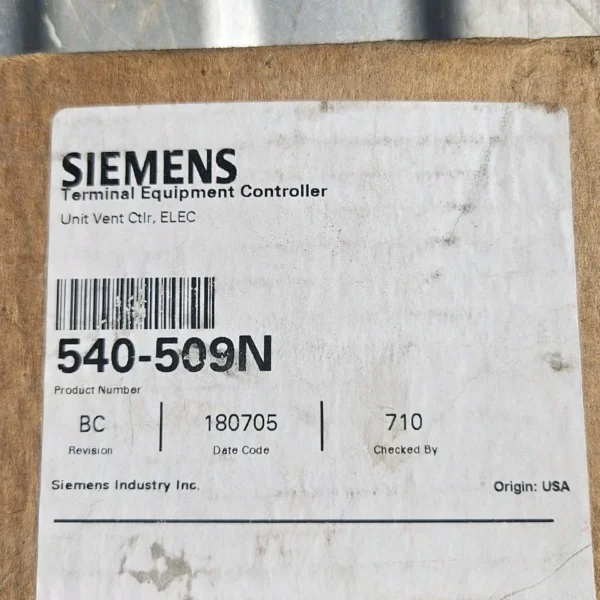 SIEMENS
Terminal Equipment Controller
Unit Vent Ctlr, ELEC
540-509N
Product Number
BC 180705 710
Revision Date Code Checked By
Siemens Industry Inc. Origin: USA